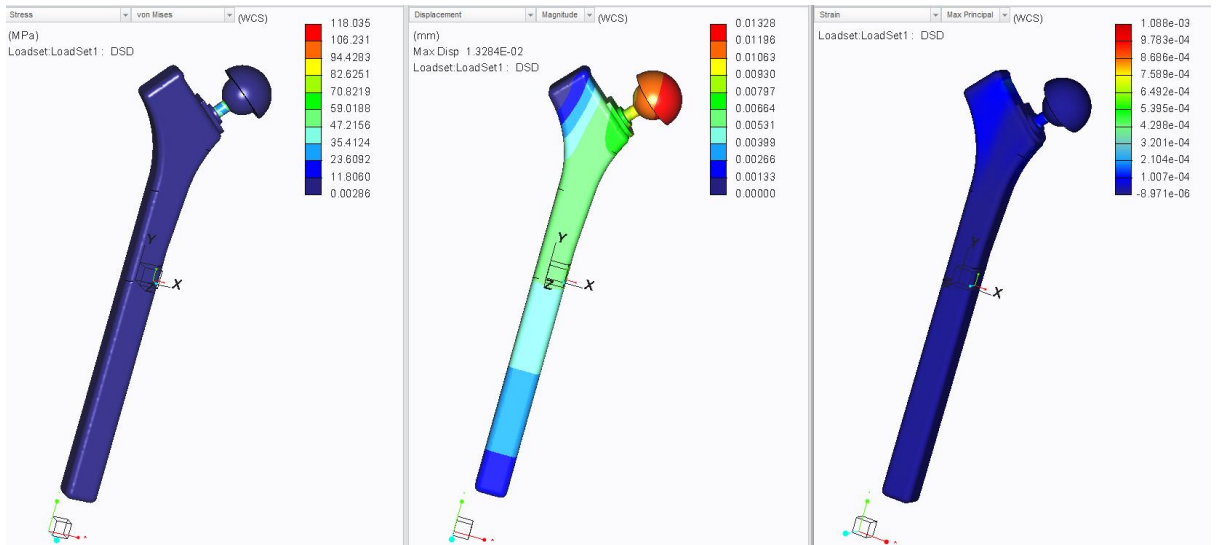 Stress von Mises (WCS)
(MPa)
Loadset:LoadSet1 : DSD
118.035
106.231
94.4283
82.6251
70.8219
59.0188
47.2156
35.4124
23.6092
11.8060
0.00286
Y
Z X
Displacement Magnitude (WCS)
(mm)
Max Disp 1.3284E-02
Loadset:LoadSet1 : DSD
0.01328
0.01196
0.01063
0.00930
0.00797
0.00664
0.00531
0.00399
0.00266
0.00133
0.00000
Y
Z X
Strain Max Principal (WCS)
Loadset:LoadSet1 : DSD
1.088e-03
9.783e-04
8.686e-04
7.589e-04
6.492e-04
5.395e-04
4.298e-04
3.201e-04
2.104e-04
1.007e-04
-8.971e-06
Y
Z X